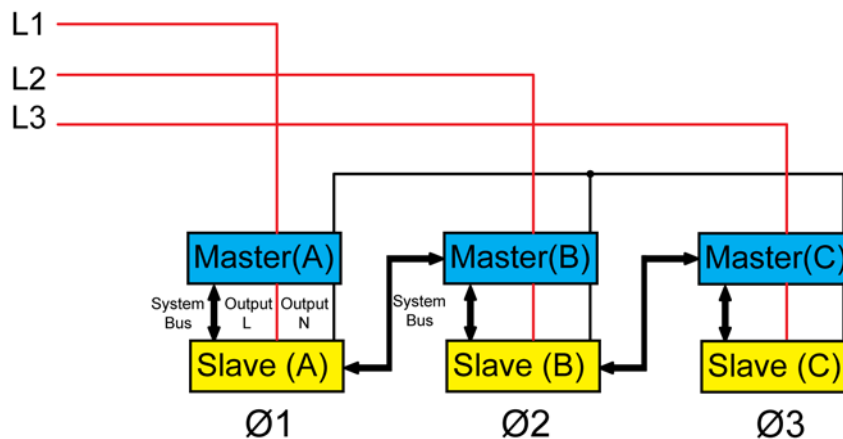 L1
L2
L3
Master(A)
Master(B)
Master(C)
System Bus
Output L
Output N
System Bus
Slave (A)
Slave (B)
Slave (C)
Ø1
Ø2
Ø3